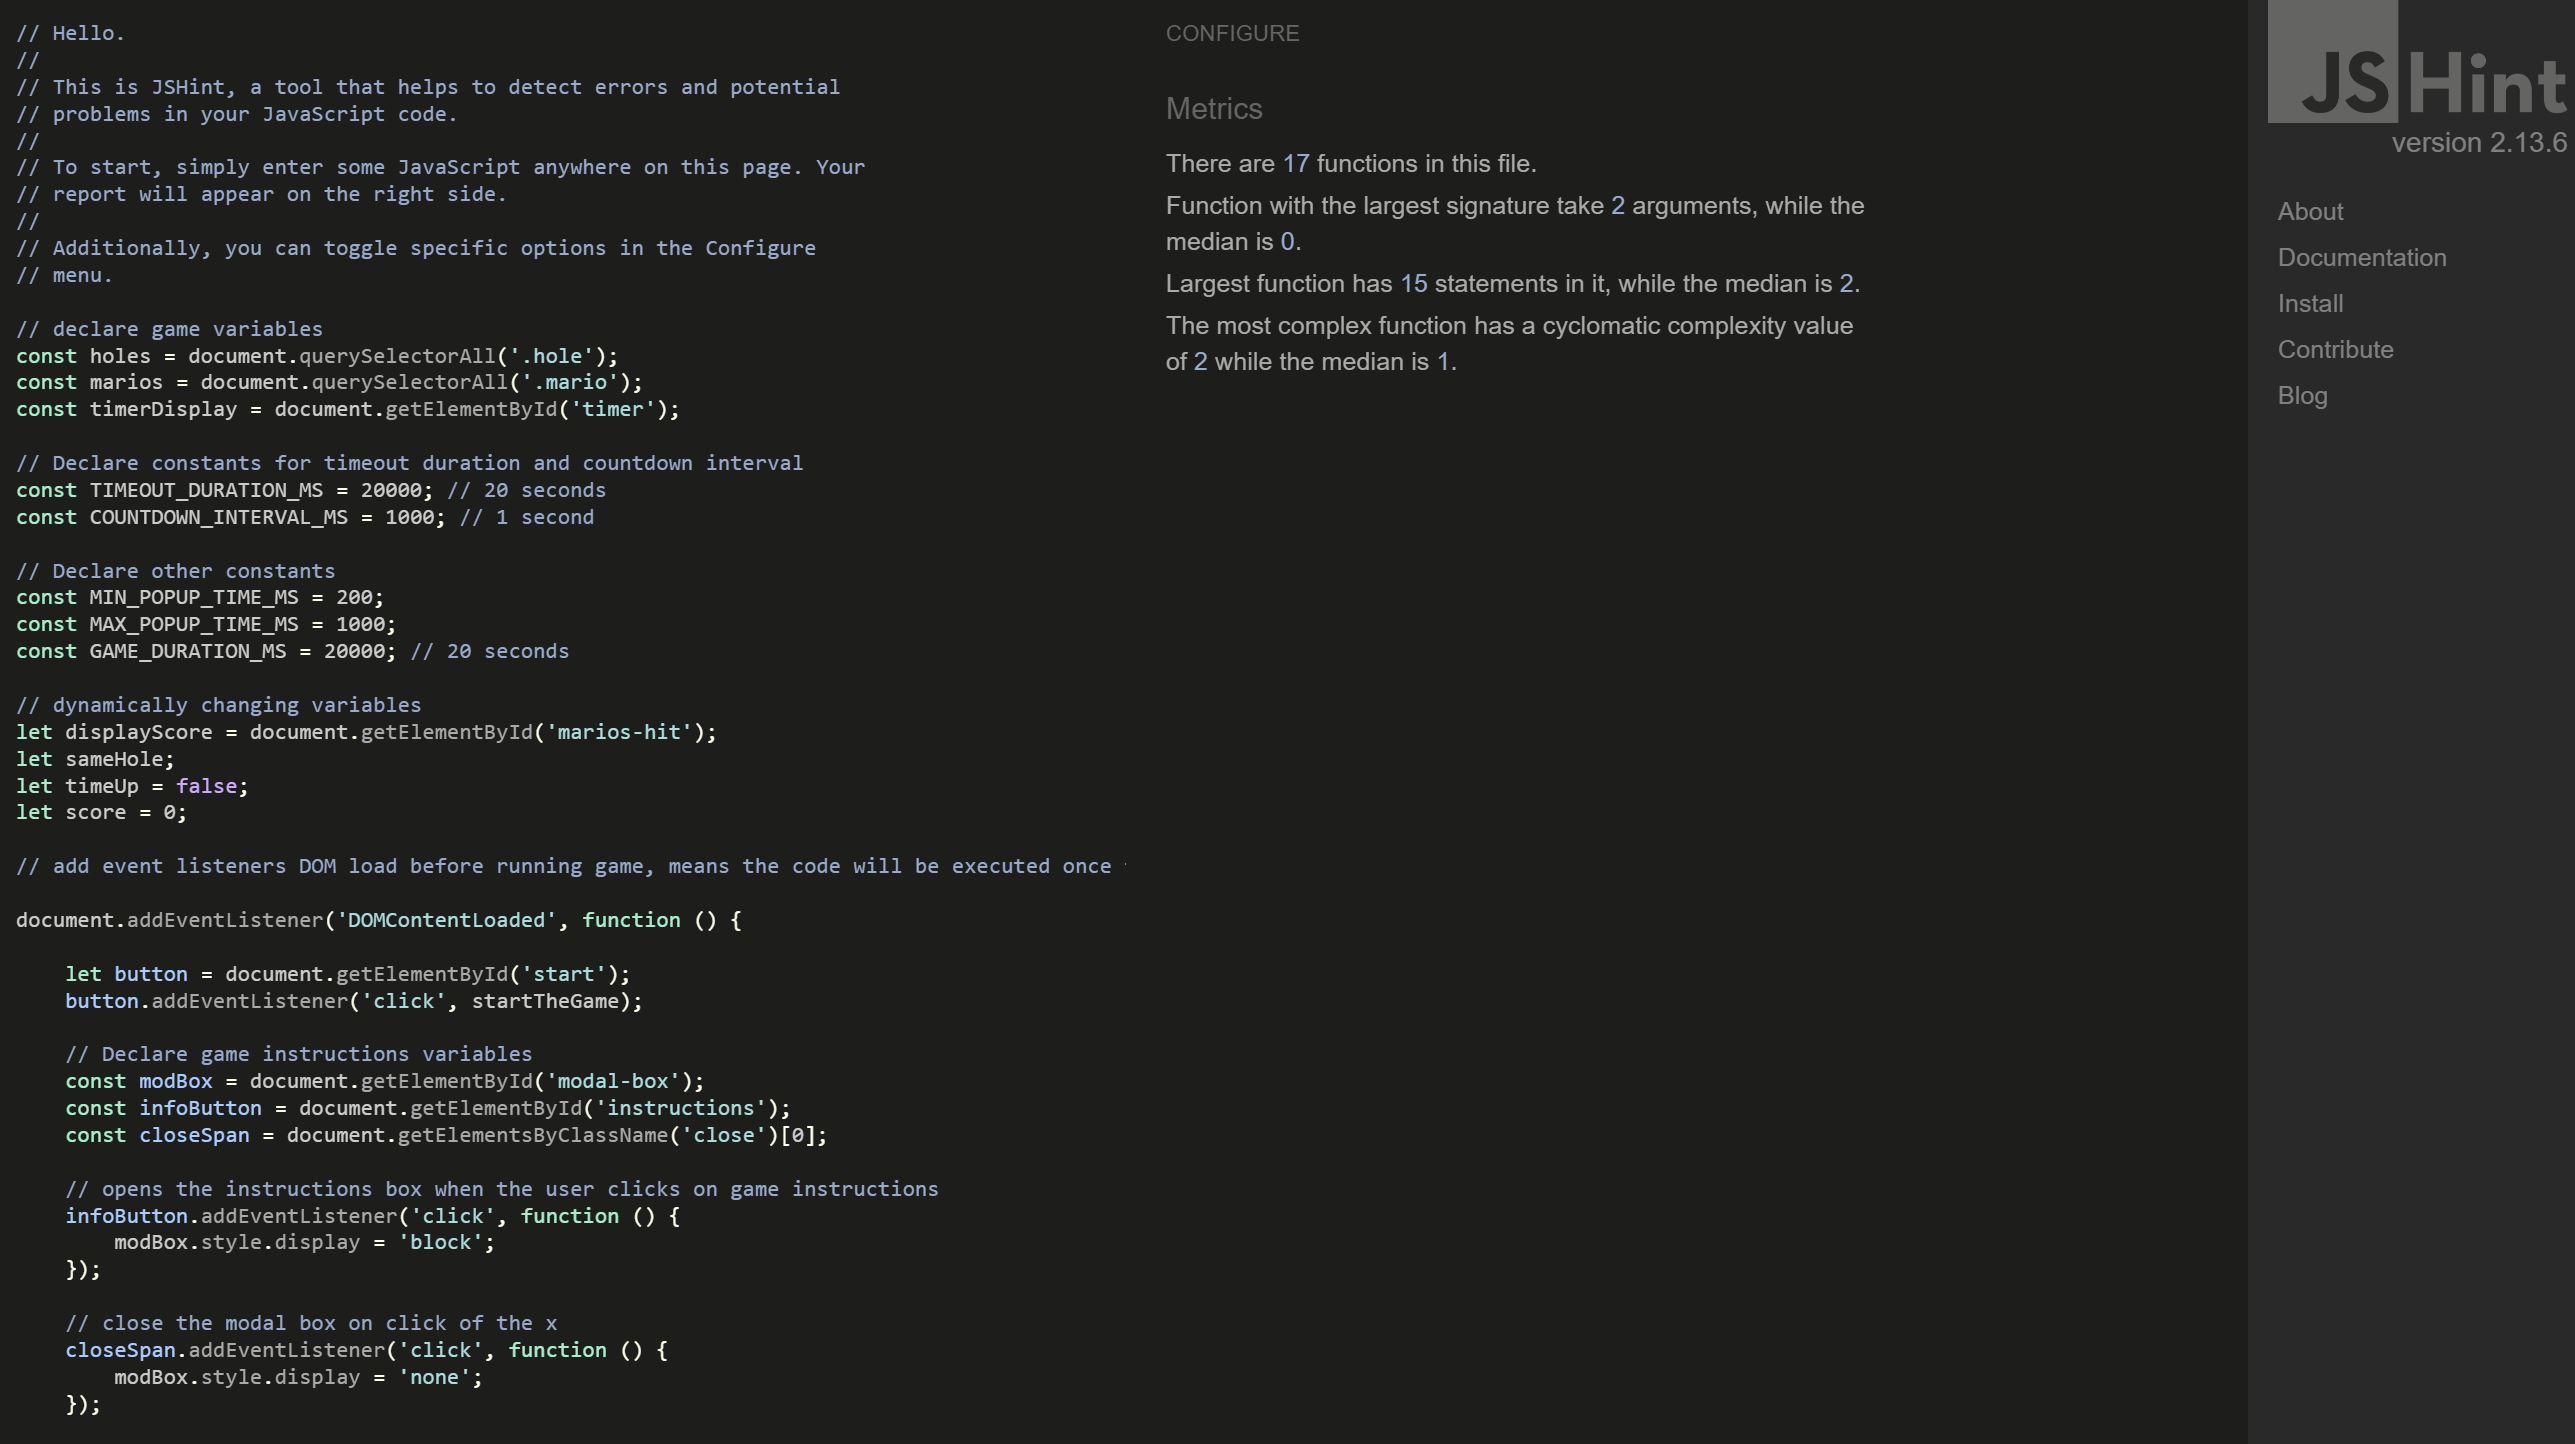 // Hello.
//
// This is JSHint, a tool that helps to detect errors and potential
// problems in your JavaScript code.
//
// To start, simply enter some JavaScript anywhere on this page. Your
// report will appear on the right side.
//
// Additionally, you can toggle specific options in the Configure
// menu.

// declare game variables
const holes = document.querySelectorAll('.hole');
const marios = document.querySelectorAll('.mario');
const timerDisplay = document.getElementById('timer');

// Declare constants for timeout duration and countdown interval
const TIMEOUT_DURATION_MS = 20000; // 20 seconds
const COUNTDOWN_INTERVAL_MS = 1000; // 1 second

// Declare other constants
const MIN_POPUP_TIME_MS = 200;
const MAX_POPUP_TIME_MS = 1000;
const GAME_DURATION_MS = 20000; // 20 seconds

// dynamically changing variables
let displayScore = document.getElementById('marios-hit');
let sameHole;
let timeUp = false;
let score = 0;

// add event listeners DOM load before running game, means the code will be executed once

document.addEventListener('DOMContentLoaded', function () {

    let button = document.getElementById('start');
    button.addEventListener('click', startTheGame);

    // Declare game instructions variables
    const modBox = document.getElementById('modal-box');
    const infoButton = document.getElementById('instructions');
    const closeSpan = document.getElementsByClassName('close')[0];

    // opens the instructions box when the user clicks on game instructions
    infoButton.addEventListener('click', function () {
        modBox.style.display = 'block';
    });

    // close the modal box on click of the x
    closeSpan.addEventListener('click', function () {
        modBox.style.display = 'none';
    });
CONFIGURE
Metrics
There are 17 functions in this file.
Function with the largest signature take 2 arguments, while the
median is 0.
Largest function has 15 statements in it, while the median is 2.
The most complex function has a cyclomatic complexity value
of 2 while the median is 1.
JSHint
version 2.13.6
About
Documentation
Install
Contribute
Blog